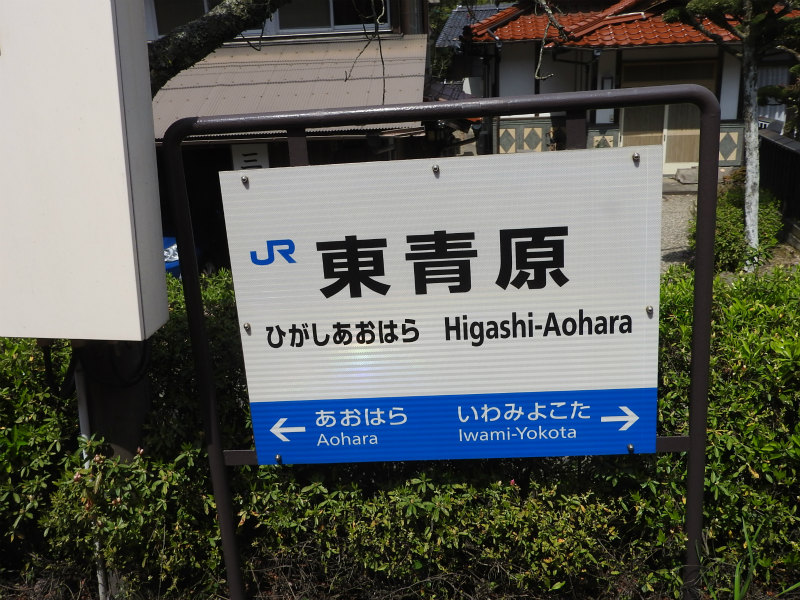 三
JR 東青原
ひがしあおはら Higashi-Aohara
← あおはら いわみよこた →
Aohara Iwami-Yokota